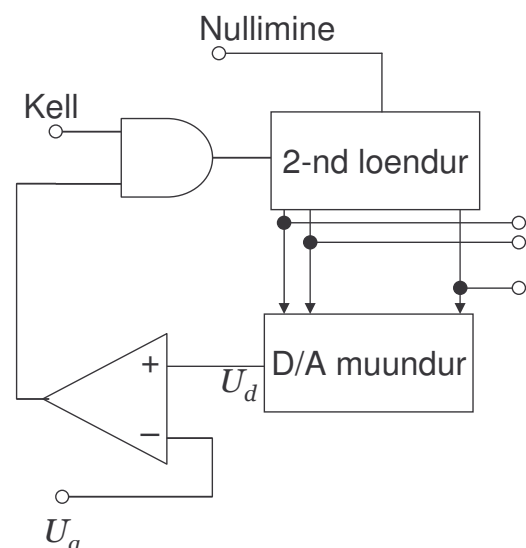 Nullimine
Kell
2-nd loendur
D/A muundur
+
U_d
−
U_a